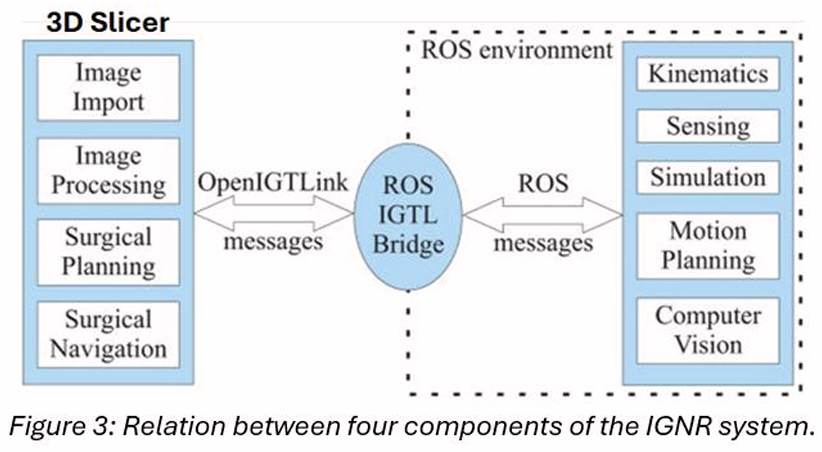 3D Slicer
Image
Import
Image
Processing
Surgical
Planning
Surgical
Navigation
OpenIGTLink
messages
ROS
IGTL
Bridge
ROS
messages
ROS environment
Kinematics
Sensing
Simulation
Motion
Planning
Computer
Vision
Figure 3: Relation between four components of the IGNR system.